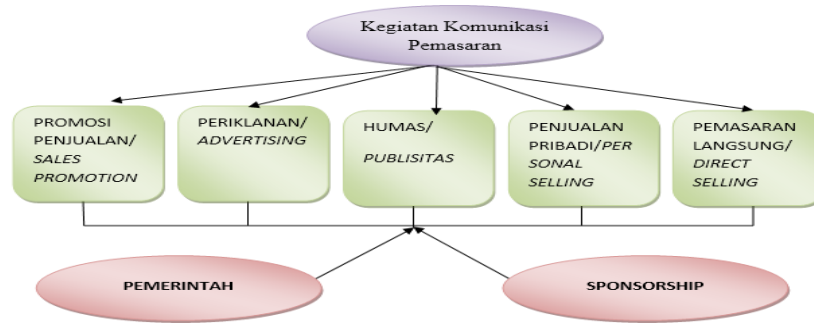 Kegiatan Komunikasi
Pemasaran
PROMOSI
PENJUALAN/
SALES
PROMOTION
PERIKLANAN/
ADVERTISING
HUMAS/
PUBLISITAS
PENJUALAN
PRIBADI/PER
SONAL
SELLING
PEMASARAN
LANGSUNG/
DIRECT
SELLING
PEMERINTAH
SPONSORSHIP